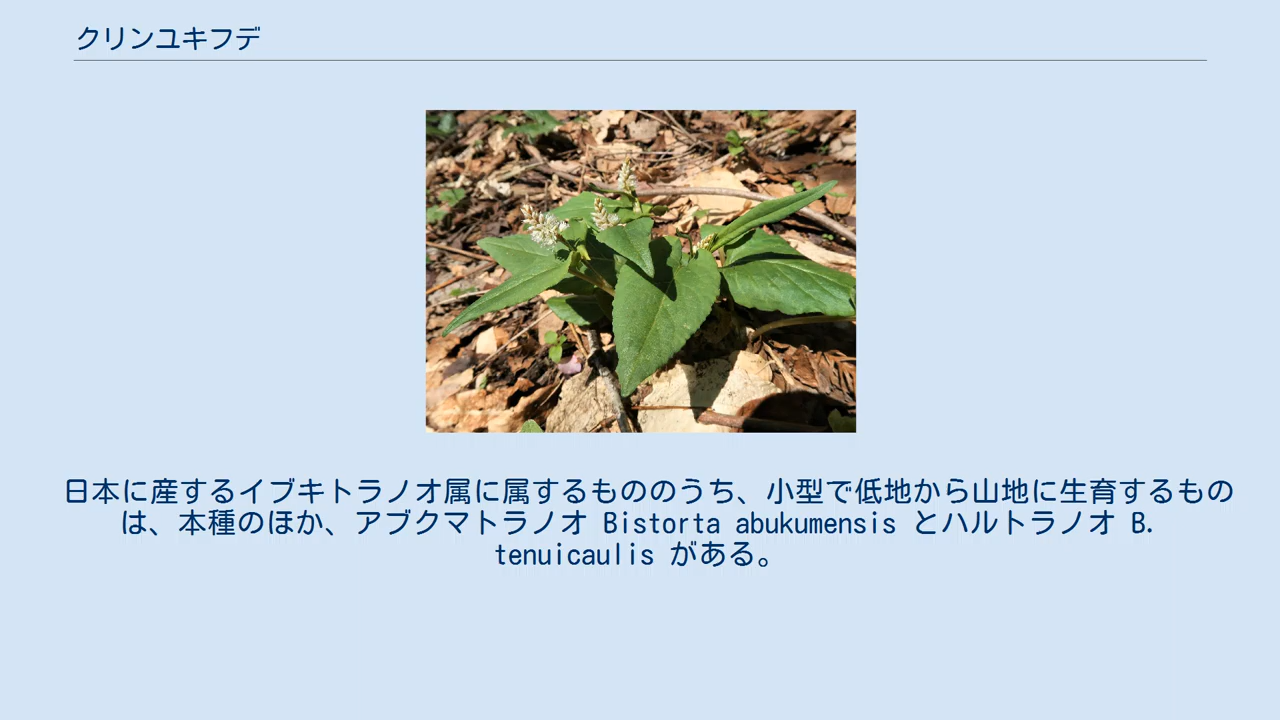 クリンユキフデ
日本に産するイブキトラノオ属に属するもののうち、小型で低地から山地に生育するもの
は、本種のほか、アブクマトラノオ Bistorta abukumensis とハルトラノオ B.
tenuicaulis がある。